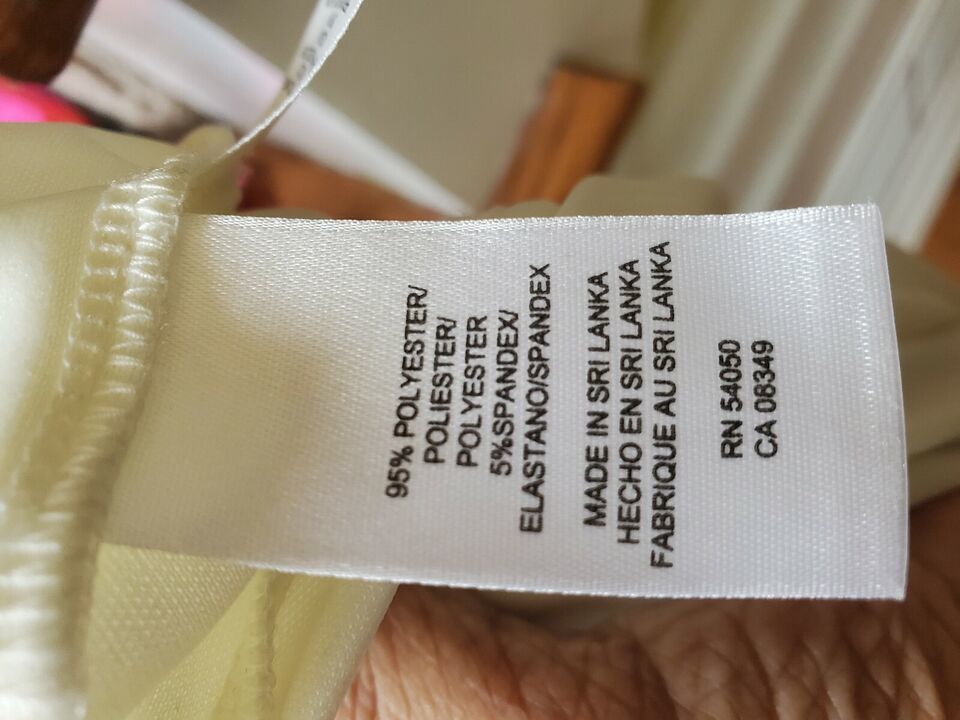 95% POLYESTER/
POLIESTER/
POLYESTER
5%SPANDEX/
ELASTANO/SPANDEX
MADE IN SRI LANKA
HECHO EN SRI LANKA
FABRIQUE AU SRI LANKA
RN 54050
CA 08349